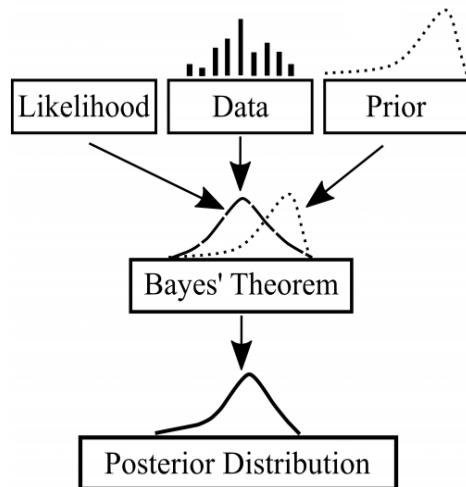 Likelihood
Data
Prior
Bayes' Theorem
Posterior Distribution